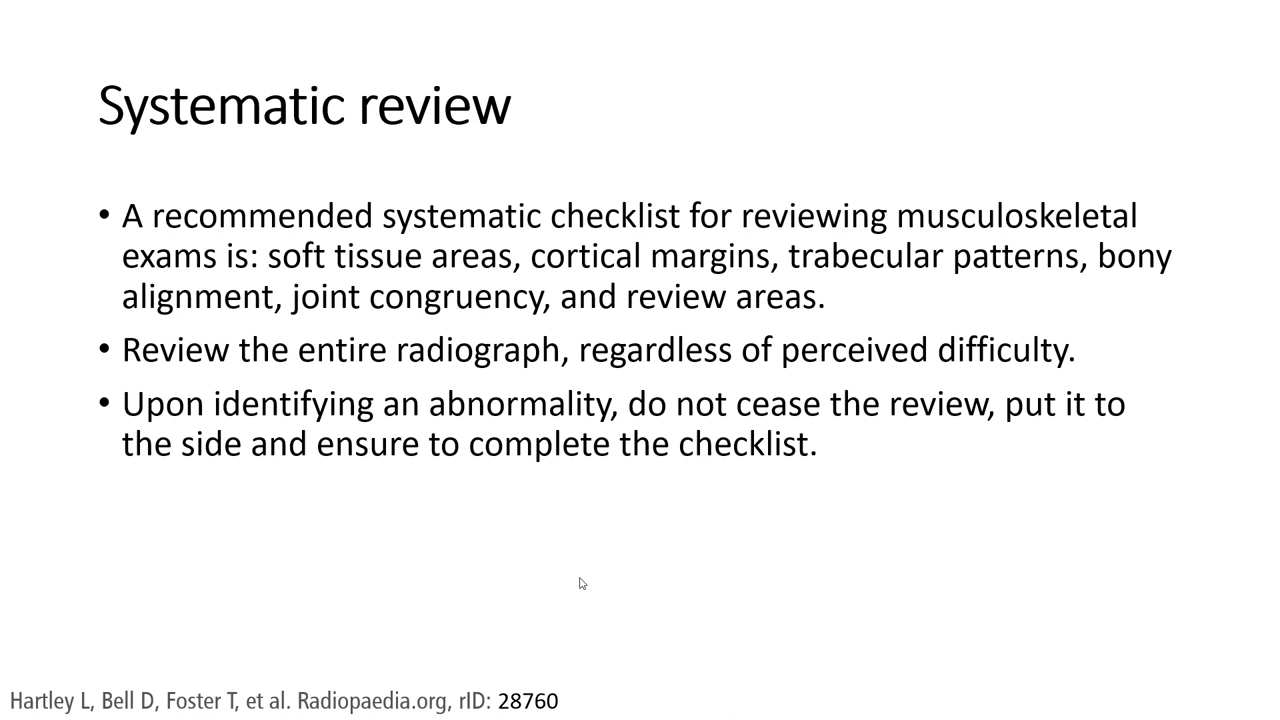 Systematic review
• A recommended systematic checklist for reviewing musculoskeletal
exams is: soft tissue areas, cortical margins, trabecular patterns, bony
alignment, joint congruency, and review areas.
• Review the entire radiograph, regardless of perceived difficulty.
• Upon identifying an abnormality, do not cease the review, put it to
the side and ensure to complete the checklist.
Hartley L, Bell D, Foster T, et al. Radiopaedia.org, rID: 28760